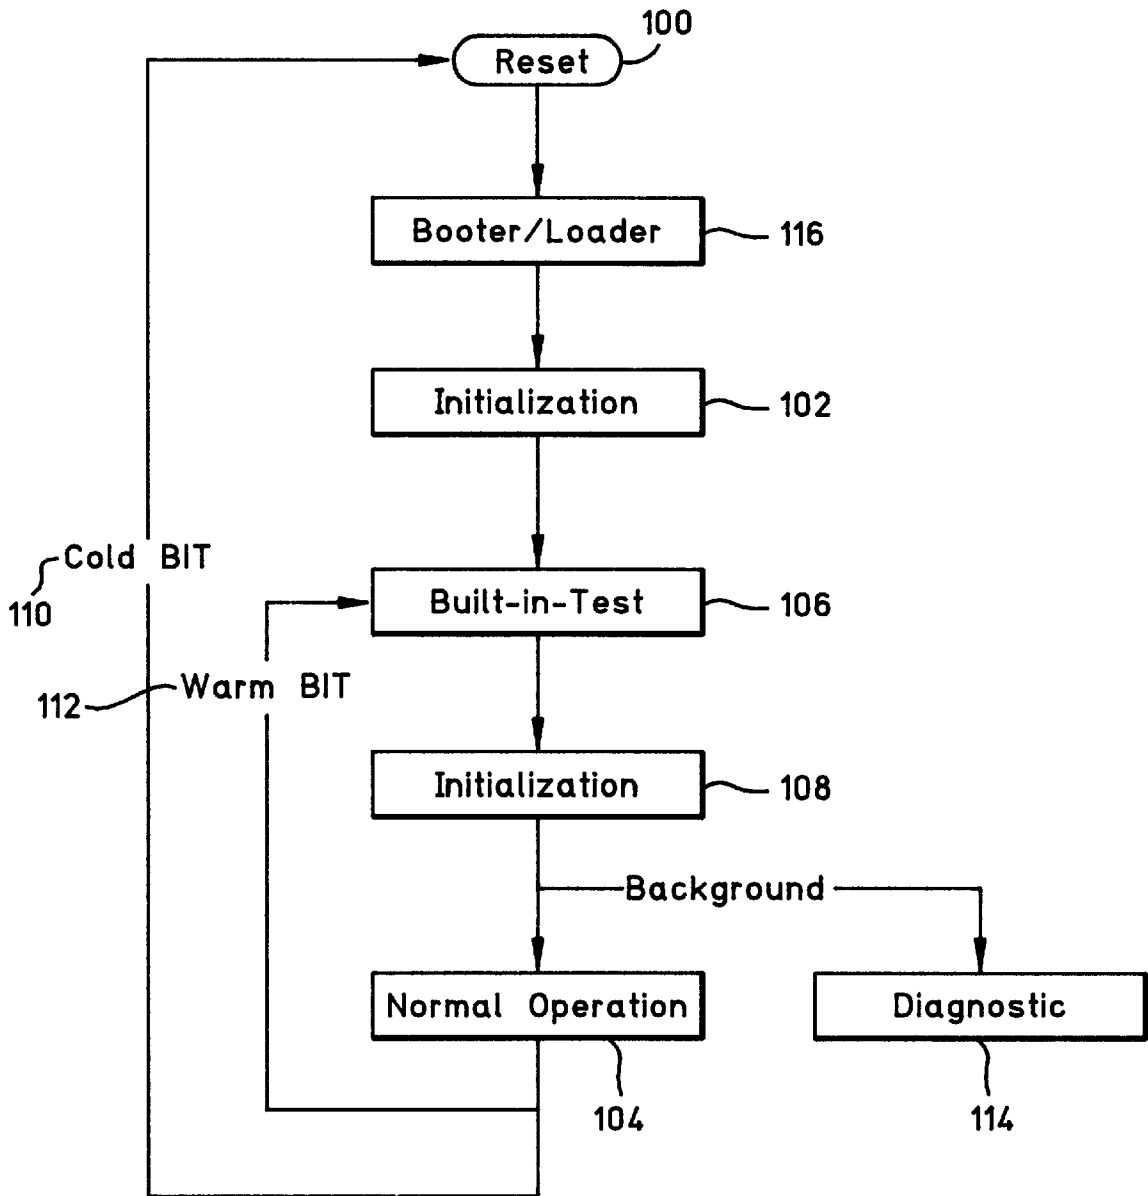 100
Reset
Booter/Loader
116
Initialization
102
Cold BIT
110
Built-in-Test
106
Warm BIT
112
Initialization
108
Background
Normal Operation
Diagnostic
104
114